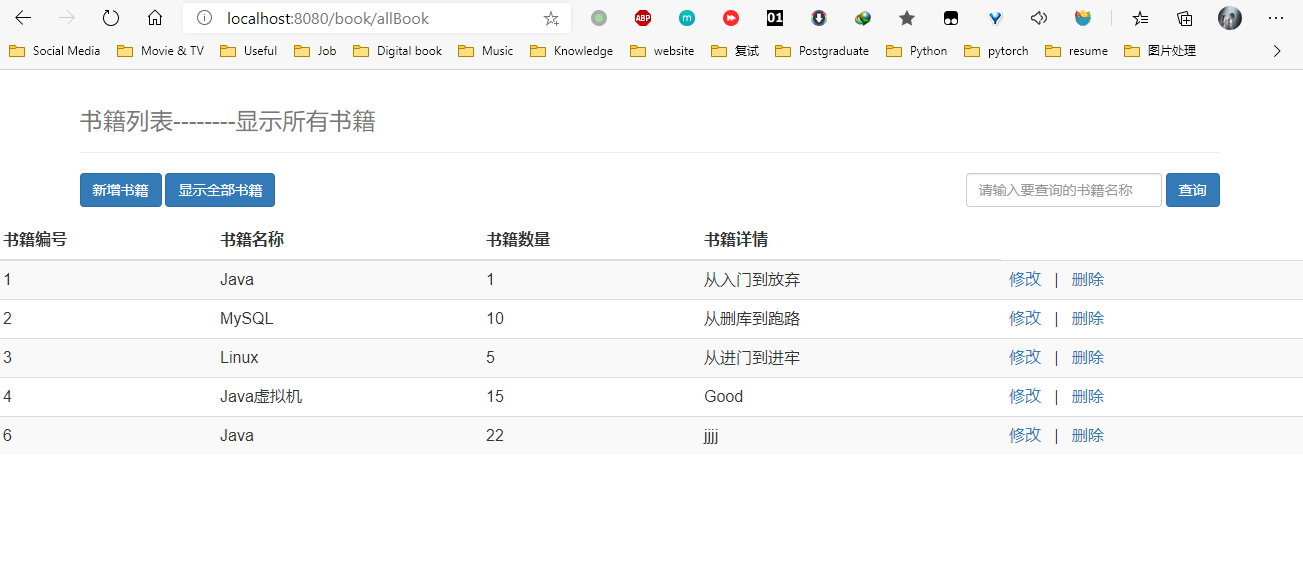 localhost:8080/book/allBook ABP m 01
Social Media Movie & TV Useful Job Digital book Music Knowledge website 复试 Postgraduate Python pytorch resume 图片处理
书籍列表--------显示所有书籍
新增书籍 显示全部书籍 请输入要查询的书籍名称 查询
书籍编号 书籍名称 书籍数量 书籍详情
1 Java 1 从入门到放弃 修改 | 删除
2 MySQL 10 从删库到跑路 修改 | 删除
3 Linux 5 从进门到进牢 修改 | 删除
4 Java虚拟机 15 Good 修改 | 删除
6 Java 22 jjjj 修改 | 删除